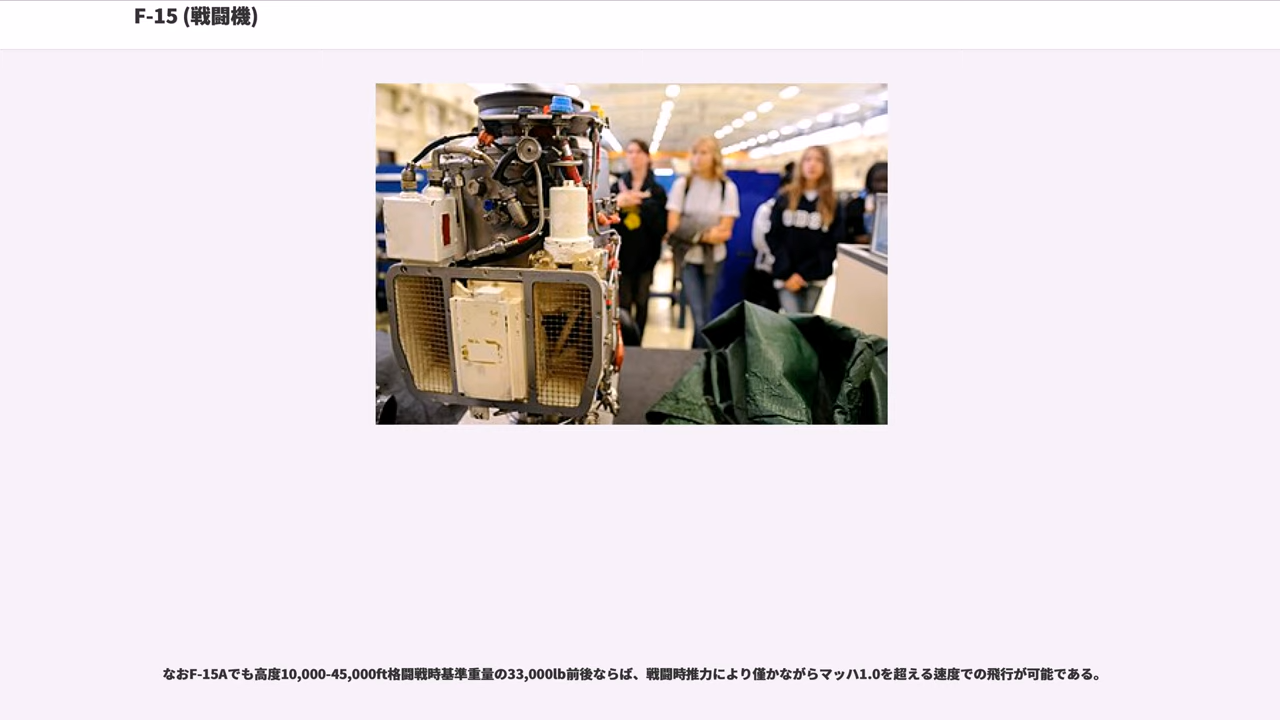 F-15 (戦闘機)
なおF-15Aでも高度10,000-45,000ft格闘戦時基準重量の33,000lb前後ならば、戦闘時推力により僅かながらマッハ1.0を超える速度での飛行が可能である。